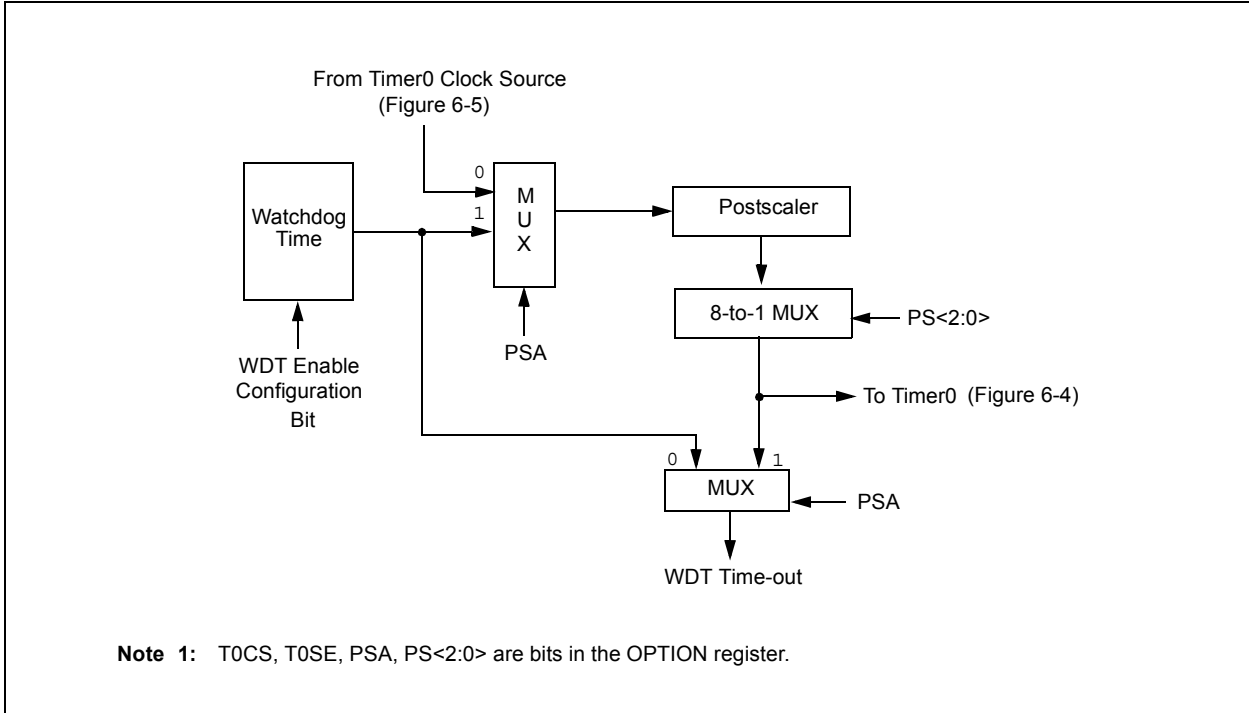 From Timer0 Clock Source
(Figure 6-5)
0
1
M
U
X
Watchdog
Time
Postscaler
8-to-1 MUX
PS<2:0>
PSA
WDT Enable
Configuration
Bit
To Timer0 (Figure 6-4)
0
1
MUX
PSA
WDT Time-out
Note 1: T0CS, T0SE, PSA, PS<2:0> are bits in the OPTION register.